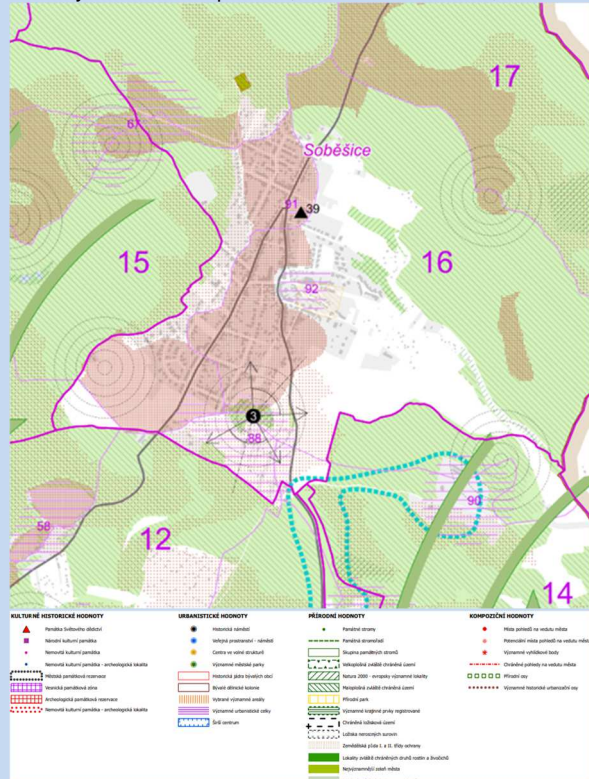 17
67
Soběšice
91
39
15
16
92
3
88
90
58
12
14
KULTURNĚ HISTORICKÉ HODNOTY
Památka Světového dědictví
Národní kulturní památka
Nemovitá kulturní památka
Nemovitá kulturní památka - archeologická lokalita
Městská památková rezervace
Vesnická památková zóna
Archeologická památková rezervace
Nemovitá kulturní památka - archeologická lokalita
URBANISTICKÉ HODNOTY
Historická náměstí
Veřejná prostranství - náměstí
Centra ve volné struktuře
Významné městské parky
Historická jádra bývalých obcí
Bývalé dělnické kolonie
Vybrané významné areály
Významné urbanistické celky
Širší centrum
PŘÍRODNÍ HODNOTY
Památné stromy
Památná stromořadí
Skupina památných stromů
Velkoplošná zvláště chráněná území
Natura 2000 - evropsky významné lokality
Maloplošná zvláště chráněná území
Přírodní park
Významné krajinné prvky registrované
Chráněná ložisková území
Ložiska nerostných surovin
Zemědělská půda I. a II. třídy ochrany
Lokality zvláště chráněných druhů rostlin a živočichů
Nejvýznamnější zeleň města
KOMPOZIČNÍ HODNOTY
Místa pohledů na vedutu města
Potenciální místa pohledů na vedutu města
Významné vyhlídkové body
Chráněné pohledy na vedutu města
Přírodní osy
Významné historické urbanizační osy